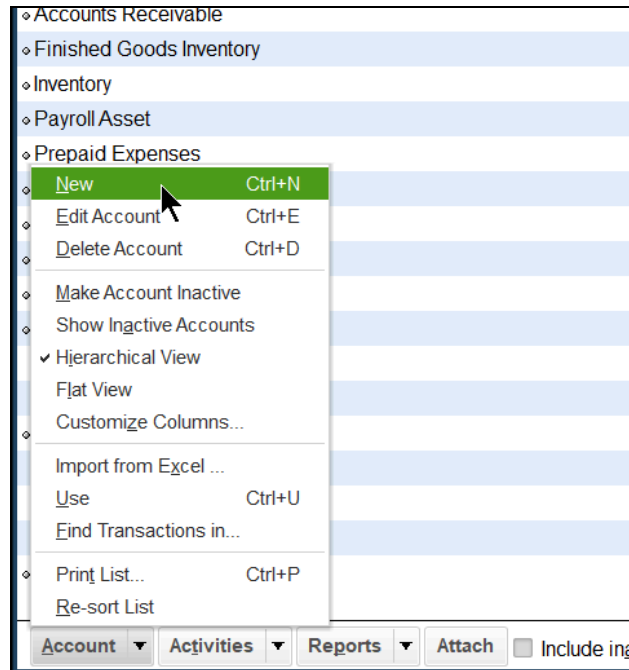 Accounts Receivable
Finished Goods Inventory
Inventory
Payroll Asset
Prepaid Expenses
New Ctrl+N
Edit Account Ctrl+E
Delete Account Ctrl+D
Make Account Inactive
Show Inactive Accounts
Hierarchical View
Flat View
Customize Columns...
Import from Excel ...
Use Ctrl+U
Find Transactions in...
Print List... Ctrl+P
Re-sort List
Account Activities Reports Attach Include